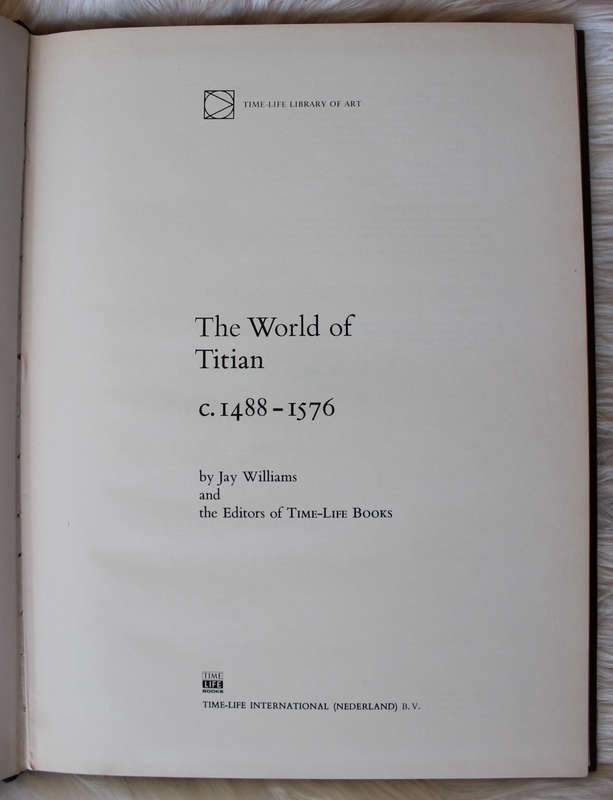 TIME-LIFE LIBRARY OF ART
The World of
Titian
c. 1488-1576
by Jay Williams
and
the Editors of TIME-LIFE BOOKS
TIME
LIFE
BOOKS
TIME-LIFE INTERNATIONAL (NEDERLAND) B. V.